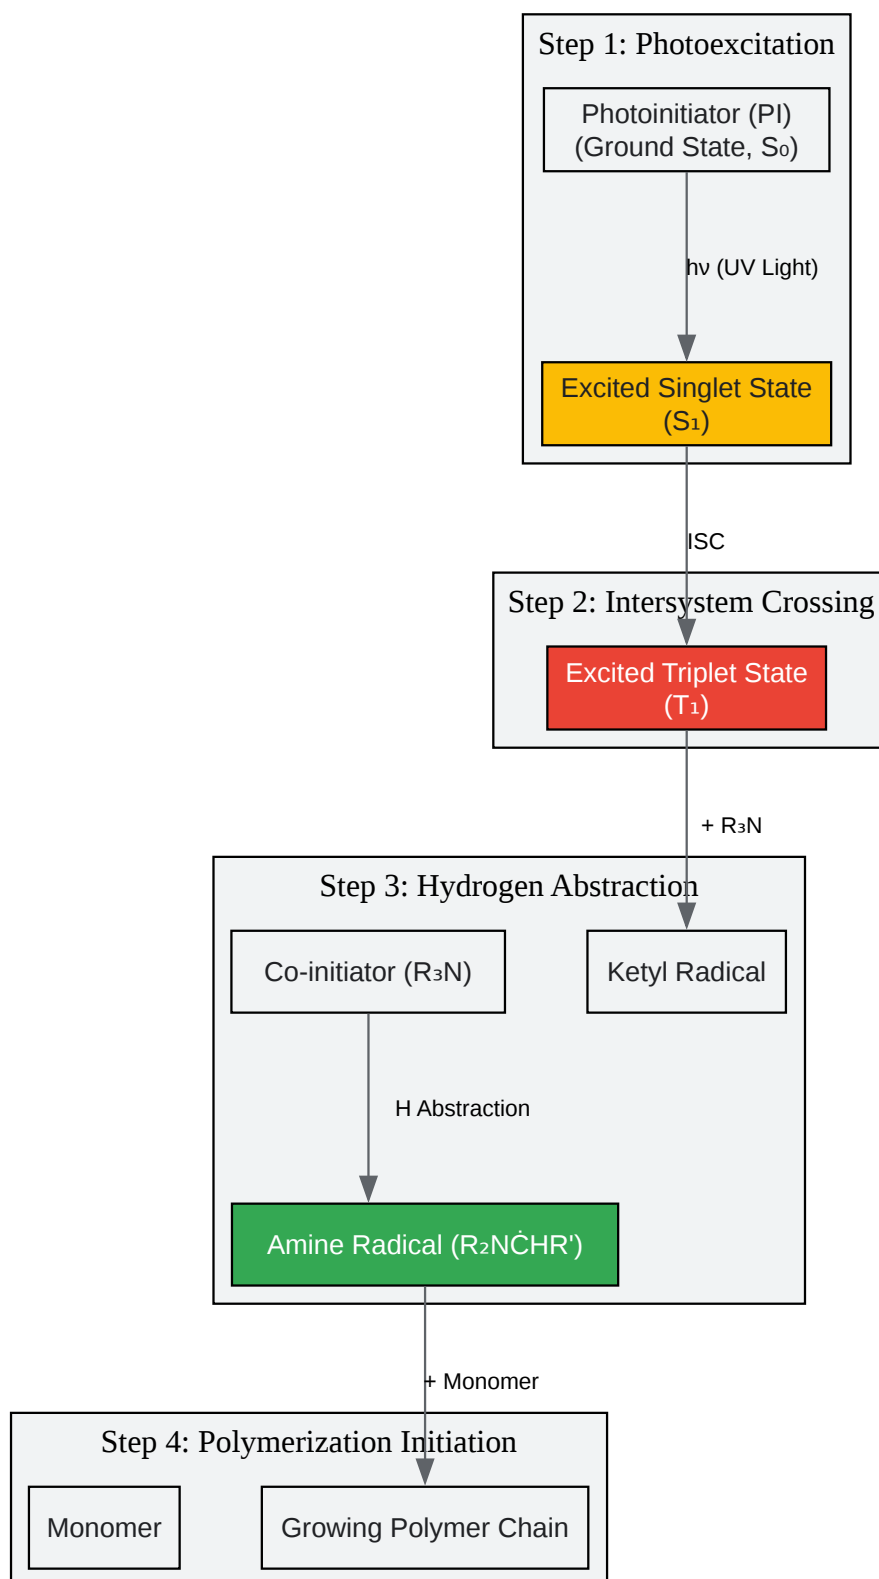 Step 1: Photoexcitation
Photoinitiator (PI)
(Ground State, S₀)
hν (UV Light)
Excited Singlet State
(S₁)
ISC
Step 2: Intersystem Crossing
Excited Triplet State
(T₁)
+ R₃N
Step 3: Hydrogen Abstraction
Co-initiator (R₃N)
Ketyl Radical
H Abstraction
Amine Radical (R₂NĊHR')
+ Monomer
Step 4: Polymerization Initiation
Monomer
Growing Polymer Chain